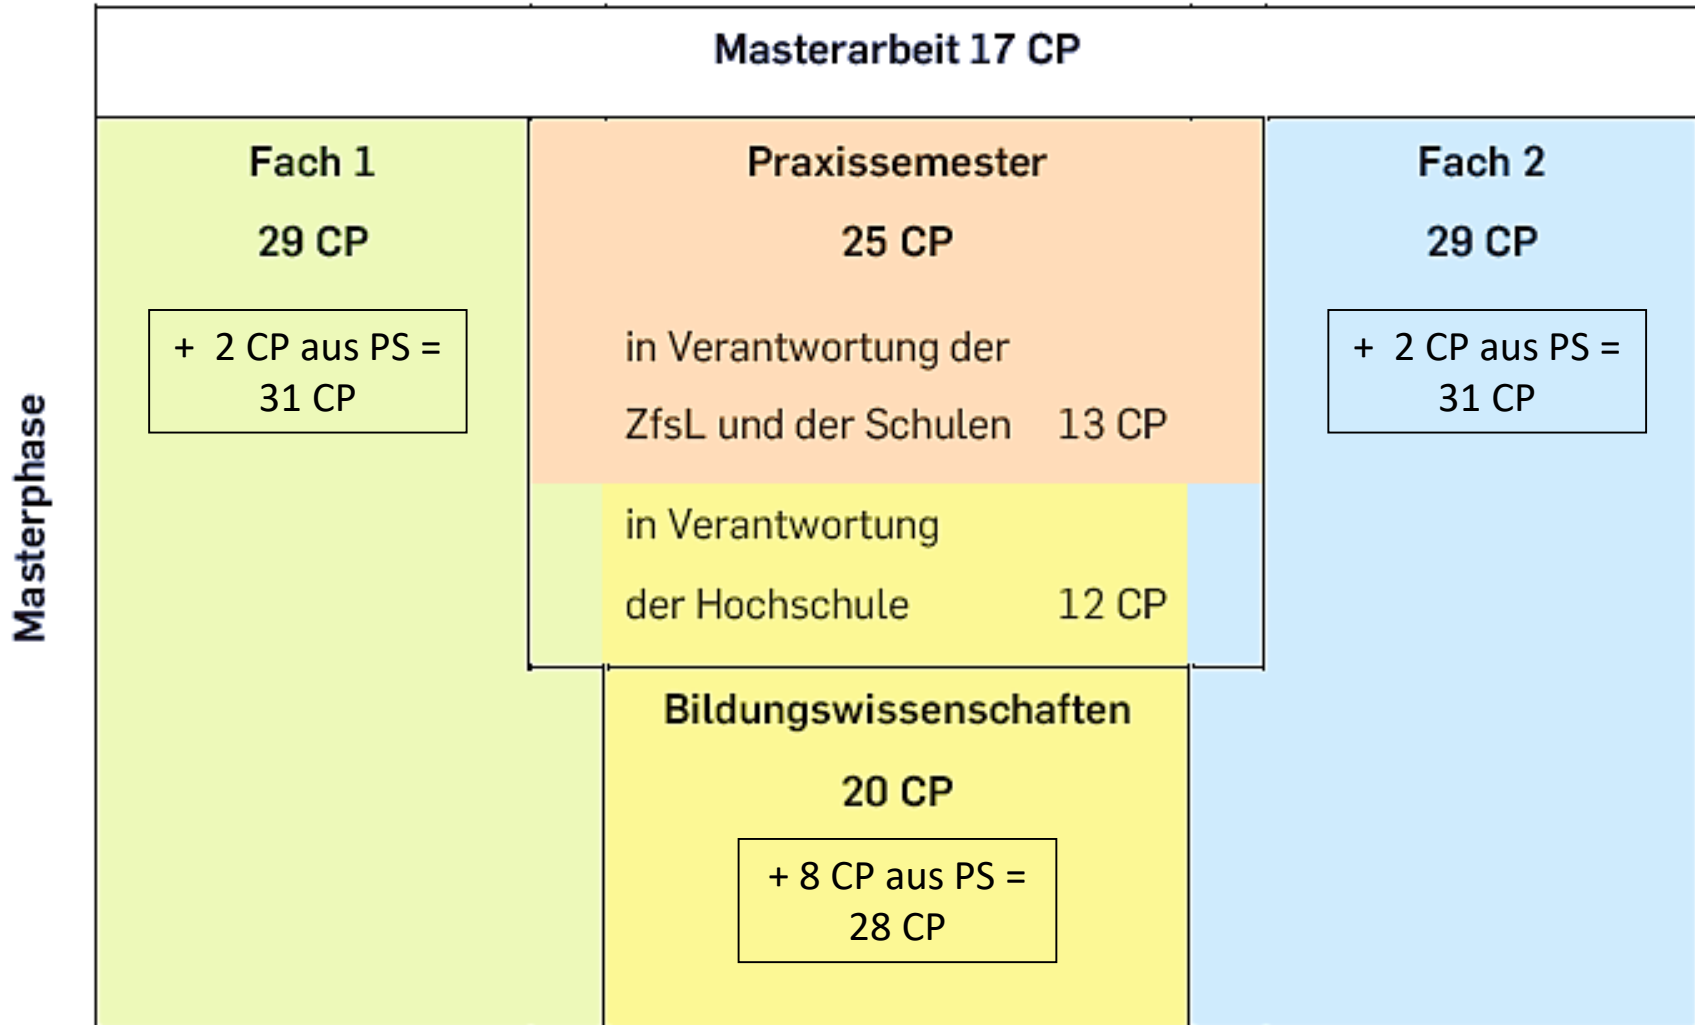 Masterarbeit 17 CP
Masterphase
Fach 1
29 CP
+ 2 CP aus PS =
31 CP
Praxissemester
25 CP
in Verantwortung der
ZfsL und der Schulen 13 CP
in Verantwortung
der Hochschule 12 CP
Fach 2
29 CP
+ 2 CP aus PS =
31 CP
Bildungswissenschaften
20 CP
+ 8 CP aus PS =
28 CP